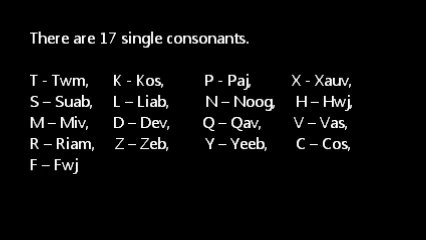 There are 17 single consonants.
T - Twm, K - Kos, P - Paj, X - Xauv,
S – Suab, L – Liab, N – Noog, H – Hwj,
M – Miv, D – Dev, Q – Qav, V – Vas,
R – Riam, Z – Zeb, Y – Yeeb, C – Cos,
F – Fwj